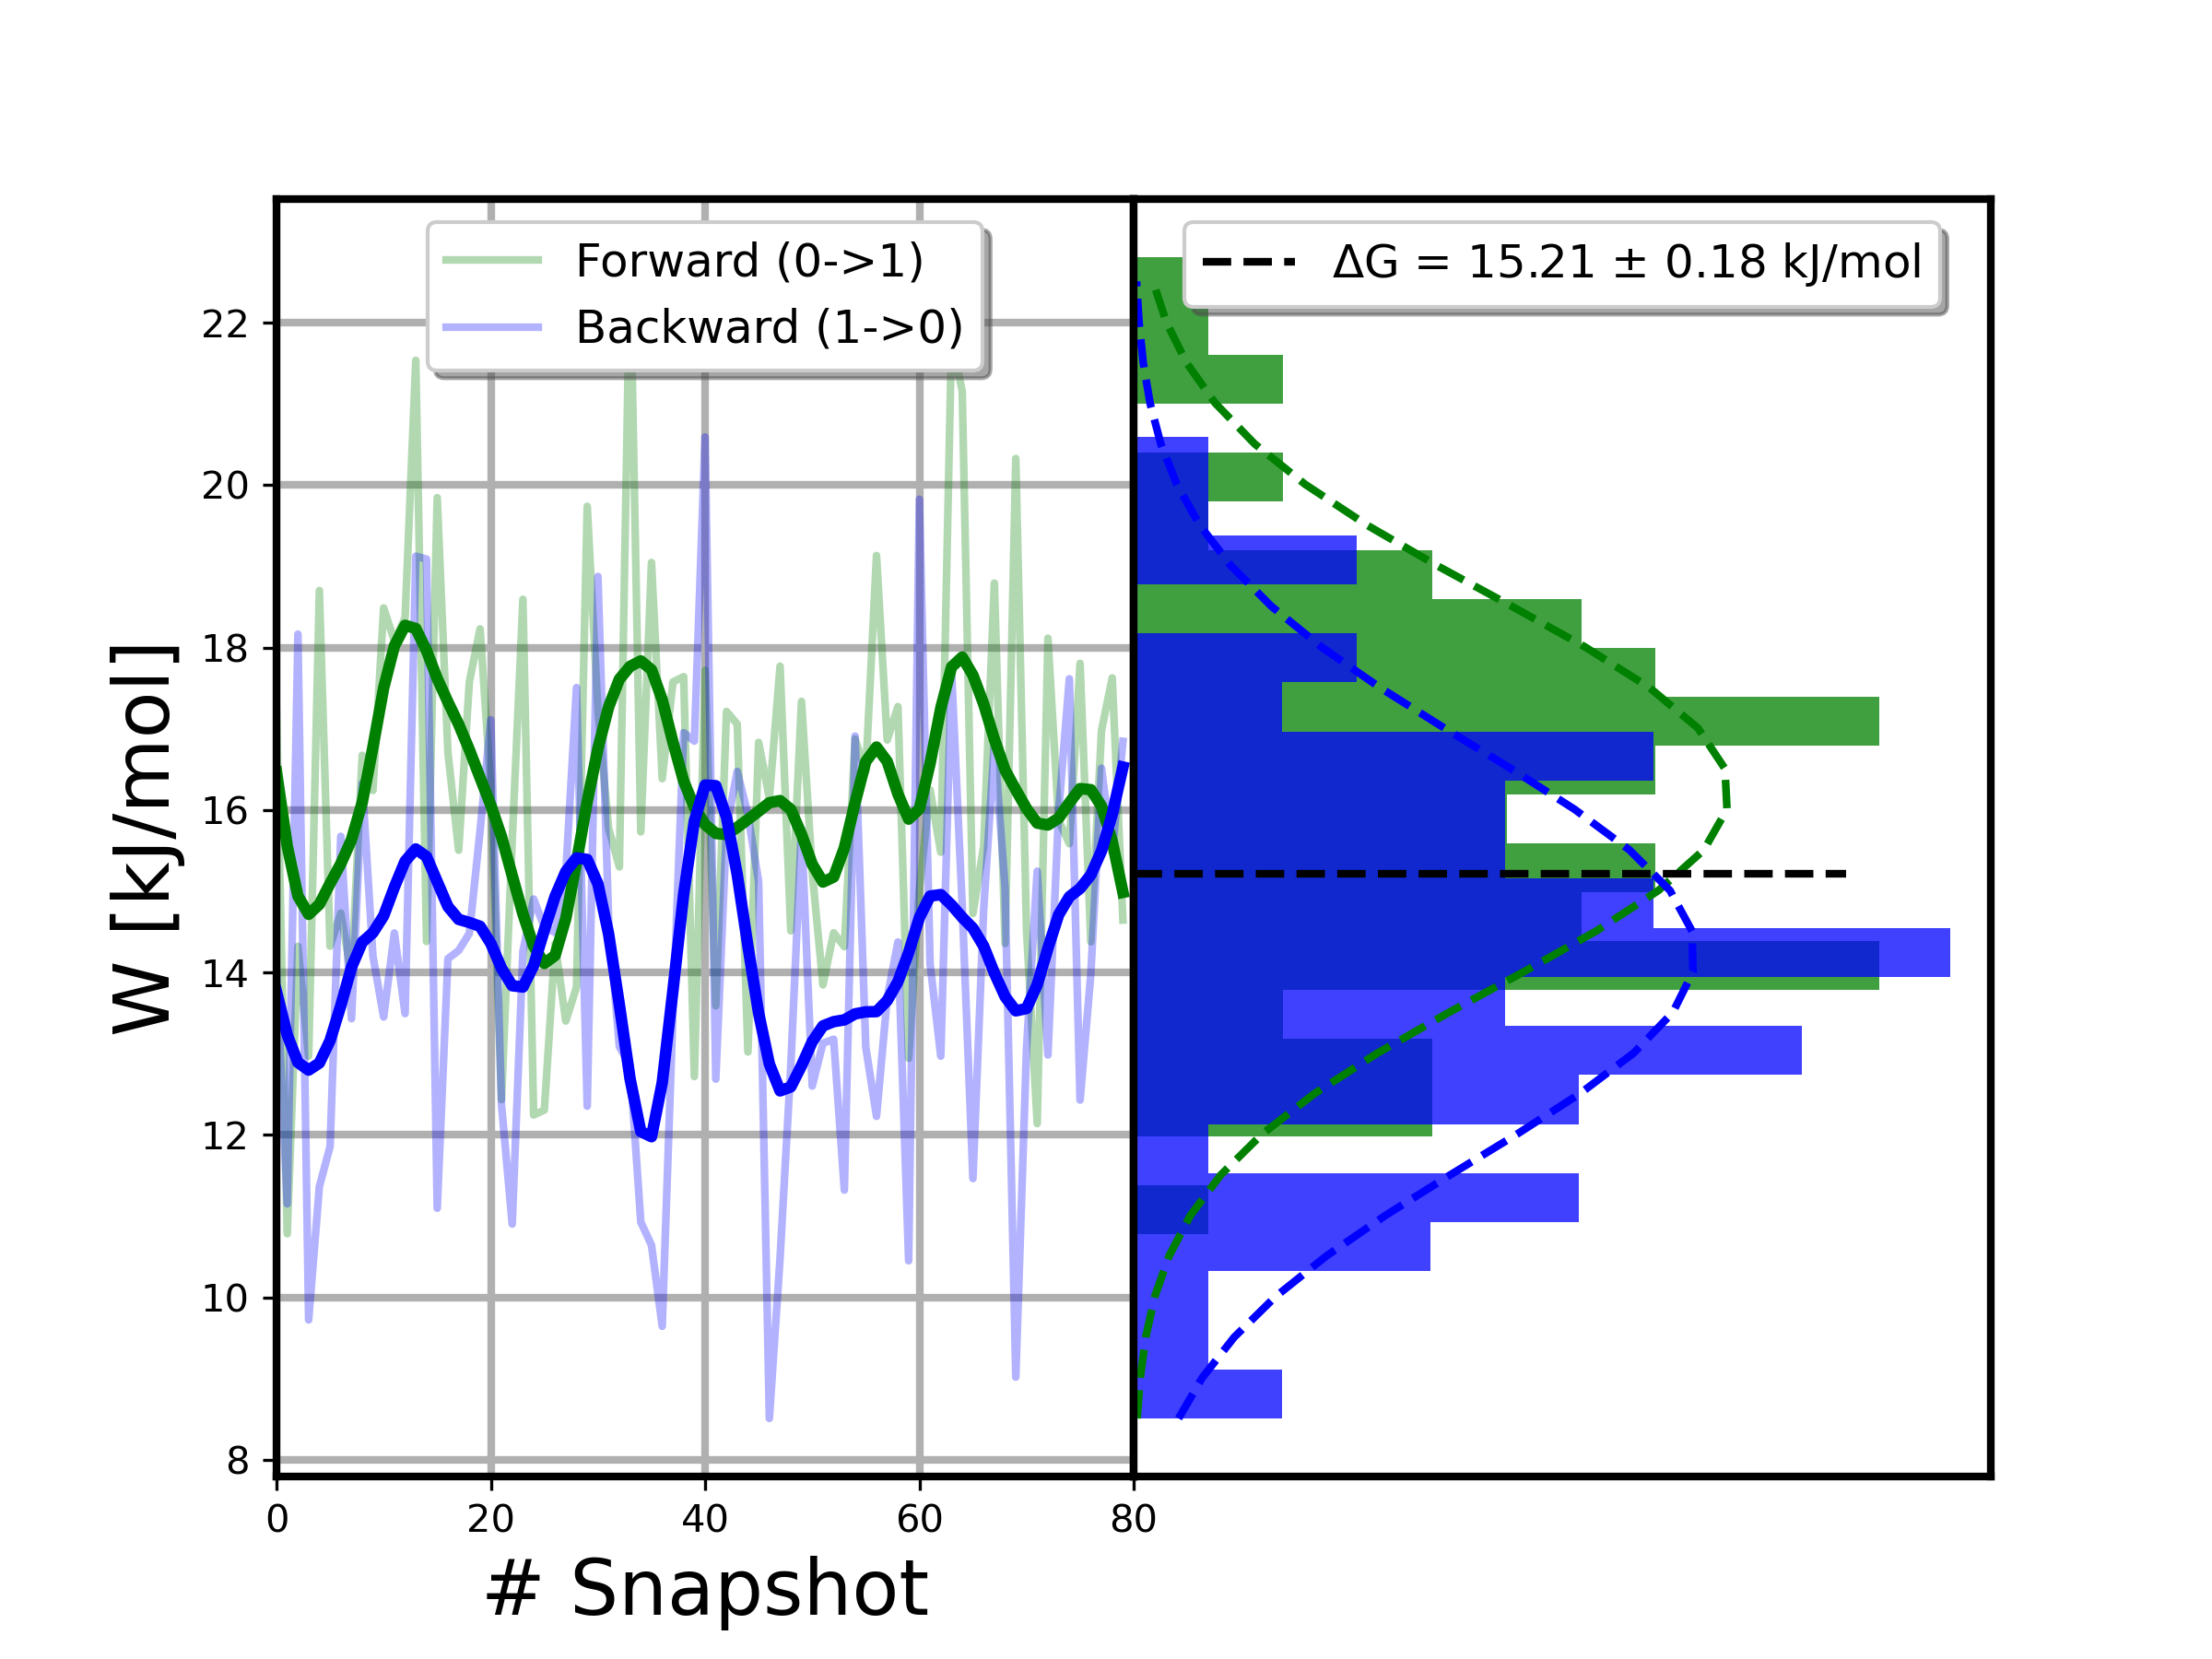 Forward (0->1)
Backward (1->0)
ΔG = 15.21 ± 0.18 kJ/mol
W [kJ/mol]
22
20
18
16
14
12
10
8
0 20 40 60 80
# Snapshot